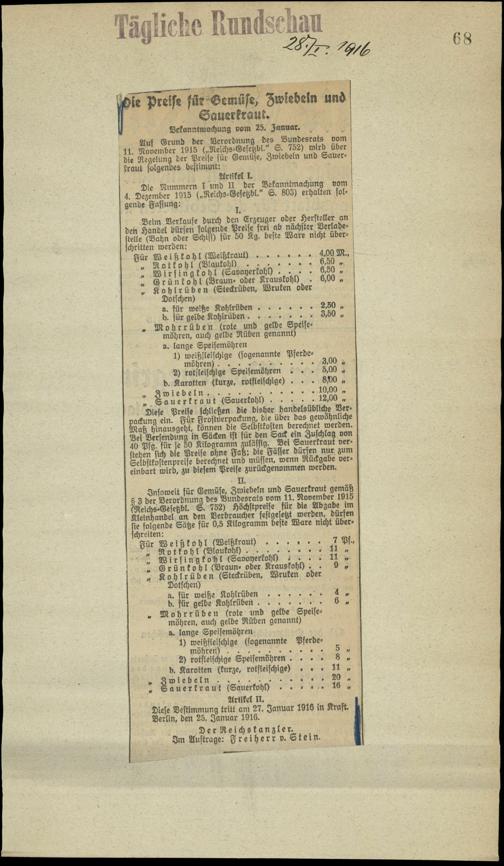 Tägliche Rundschau
28./I. 1916
68
Die Preise für Gemüse, Zwiebeln und
Sauerkraut.
Bekanntmachung vom 25. Januar.
Auf Grund der Verordnung des Bundesrats vom
11. November 1915 („Reichs-Gesetzbl.“ S. 752) wird über
die Regelung der Preise für Gemüse, Zwiebeln und Sauer-
kraut folgendes bestimmt:
Artikel I.
Die Nummern I und II der Bekanntmachung vom
4. Dezember 1915 („Reichs-Gesetzbl.“ S. 803) erhalten fol-
gende Fassung:
I.
Beim Verkaufe durch den Erzeuger oder Hersteller an
den Handel dürfen folgende Preise frei ab nächster Verlade-
stelle (Bahn oder Schiff) für 50 Kg. beste Ware nicht über-
schritten werden:
Für Weißkohl (Weißkraut) . . . . . . 4,00 M.,
„ Rotkohl (Blaukohl) . . . . . . . 6,50 „
„ Wirsingkohl (Savoyerkohl) . . . . 6,50 „
„ Grünkohl (Braun- oder Krauskohl) . 6,00 „
„ Kohlrüben (Steckrüben, Wruken oder
Dotschen)
a. für weiße Kohlrüben . . . . . . 2,50 „
b. für gelbe Kohlrüben . . . . . . 3,50 „
„ Mohrrüben (rote und gelbe Speise-
möhren, auch gelbe Rüben genannt)
a. lange Speisemöhren
1) weißfleischige (sogenannte Pferde-
möhren) . . . . . . . . . 3,00 „
2) rotfleischige Speisemöhren . . . 5,00 „
b. Karotten (kurze, rotfleischige) . . . 8,00 „
„ Zwiebeln . . . . . . . . . . 10,00 „
„ Sauerkraut (Sauerkohl) . . . . . 12,00 „
Diese Preise schließen die bisher handelsübliche Ver-
packung ein. Für Frostverpackung, die über das gewöhnliche
Maß hinausgeht, können die Selbstkosten berechnet werden.
Bei Versendung in Säcken ist für den Sack ein Zuschlag von
40 Pfg. für je 50 Kilogramm zulässig. Bei Sauerkraut ver-
stehen sich die Preise ohne Faß; die Fässer dürfen nur zum
Selbstkostenpreise berechnet und müssen, wenn Rückgabe ver-
einbart wird, zu diesem Preise zurückgenommen werden.
II.
Insoweit für Gemüse, Zwiebeln und Sauerkraut gemäß
§ 3 der Verordnung des Bundesrats vom 11. November 1915
(Reichs-Gesetzbl. S. 752) Höchstpreise für die Abgabe im
Kleinhandel an den Verbraucher festgesetzt werden, dürfen
sie folgende Sätze für 0,5 Kilogramm beste Ware nicht über-
schreiten:
Für Weißkohl (Weißkraut) . . . . . . 7 Pf.,
„ Rotkohl (Blaukohl) . . . . . . . 11 „
„ Wirsingkohl (Savoyerkohl) . . . . 11 „
„ Grünkohl (Braun- oder Krauskohl) . . 9 „
„ Kohlrüben (Steckrüben, Wruken oder
Dotschen)
a. für weiße Kohlrüben . . . . . . 4 „
b. für gelbe Kohlrüben . . . . . . 6 „
„ Mohrrüben (rote und gelbe Speise-
möhren, auch gelbe Rüben genannt)
a. lange Speisemöhren
1) weißfleischige (sogenannte Pferde-
möhren) . . . . . . . . . 5 „
2) rotfleischige Speisemöhren . . . . 8 „
b. Karotten (kurze, rotfleischige) . . . 11 „
„ Zwiebeln . . . . . . . . . . 20 „
„ Sauerkraut (Sauerkohl) . . . . . 16 „
Artikel II.
Diese Bestimmung tritt am 27. Januar 1916 in Kraft.
Berlin, den 25. Januar 1916.
Der Reichskanzler.
Im Auftrage: Freiherr v. Stein.